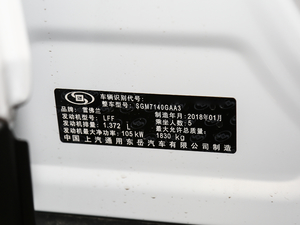 车辆识别代号:
整车型号: SGM7140GAA3
品牌: 雪佛兰 制造年月: 2018年01月
发动机型号: LFF 乘坐人数: 5
发动机排量: 1.372 L 最大允许总质量:
发动机最大净功率: 105 kW 1830 kg
中国 上汽通用东岳汽车有限公司 制造